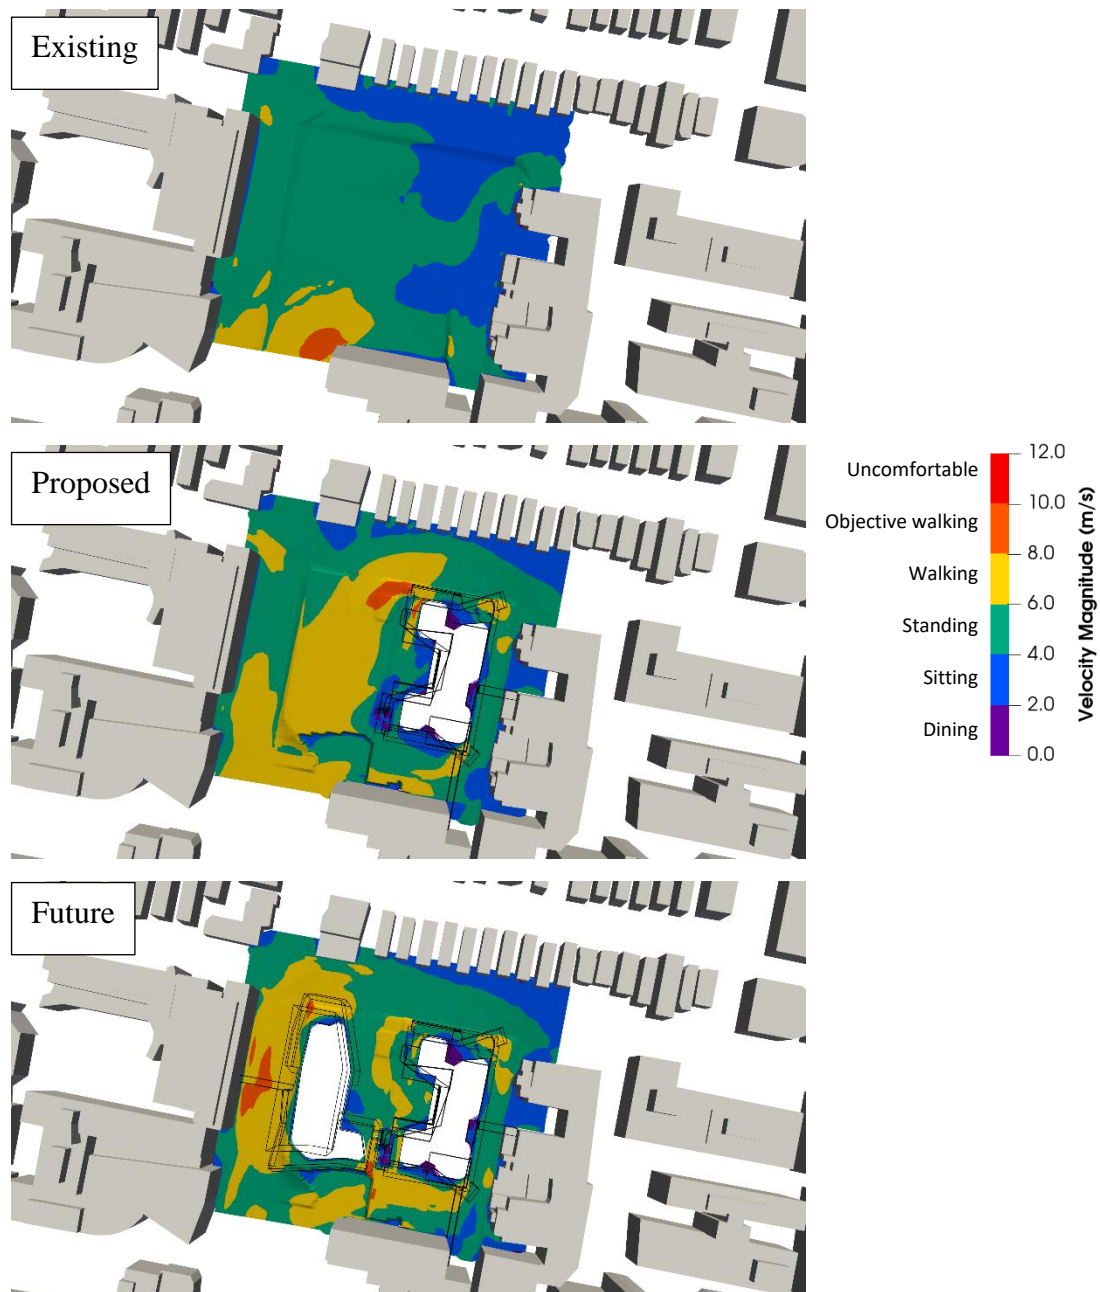 Existing
Proposed
Future
Uncomfortable
Objective walking
Walking
Standing
Sitting
Dining
12.0
10.0
8.0
6.0
4.0
2.0
0.0
Velocity Magnitude (m/s)